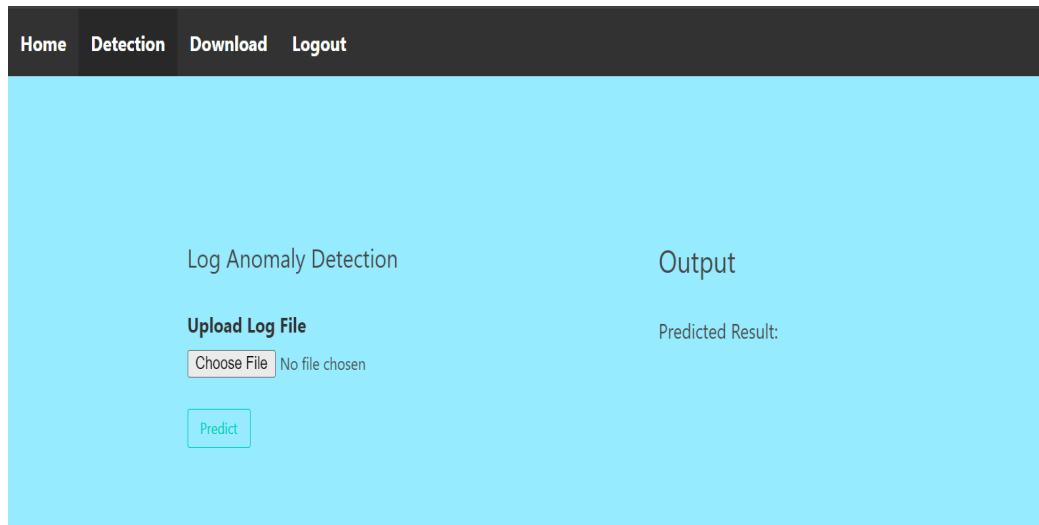 Home Detection Download Logout
Log Anomaly Detection
Upload Log File
Choose File No file chosen
Predict
Output
Predicted Result: